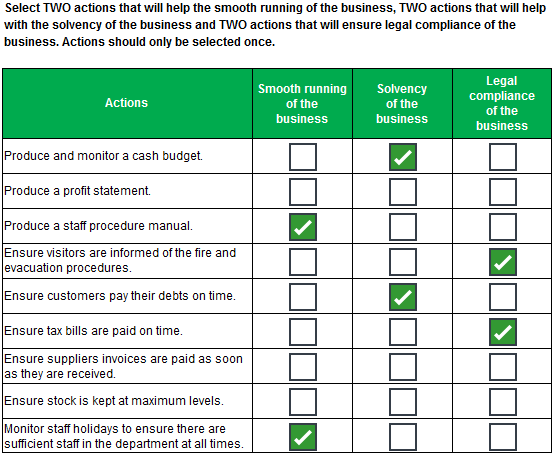 Select TWO actions that will help the smooth running of the business, TWO actions that will help
with the solvency of the business and TWO actions that will ensure legal compliance of the
business. Actions should only be selected once.
Actions
Smooth running
of the
business
Solvency
of the
business
Legal
compliance
of the
business
Produce and monitor a cash budget.
Produce a profit statement.
Produce a staff procedure manual.
Ensure visitors are informed of the fire and
evacuation procedures.
Ensure customers pay their debts on time.
Ensure tax bills are paid on time.
Ensure suppliers invoices are paid as soon
as they are received.
Ensure stock is kept at maximum levels.
Monitor staff holidays to ensure there are
sufficient staff in the department at all times.